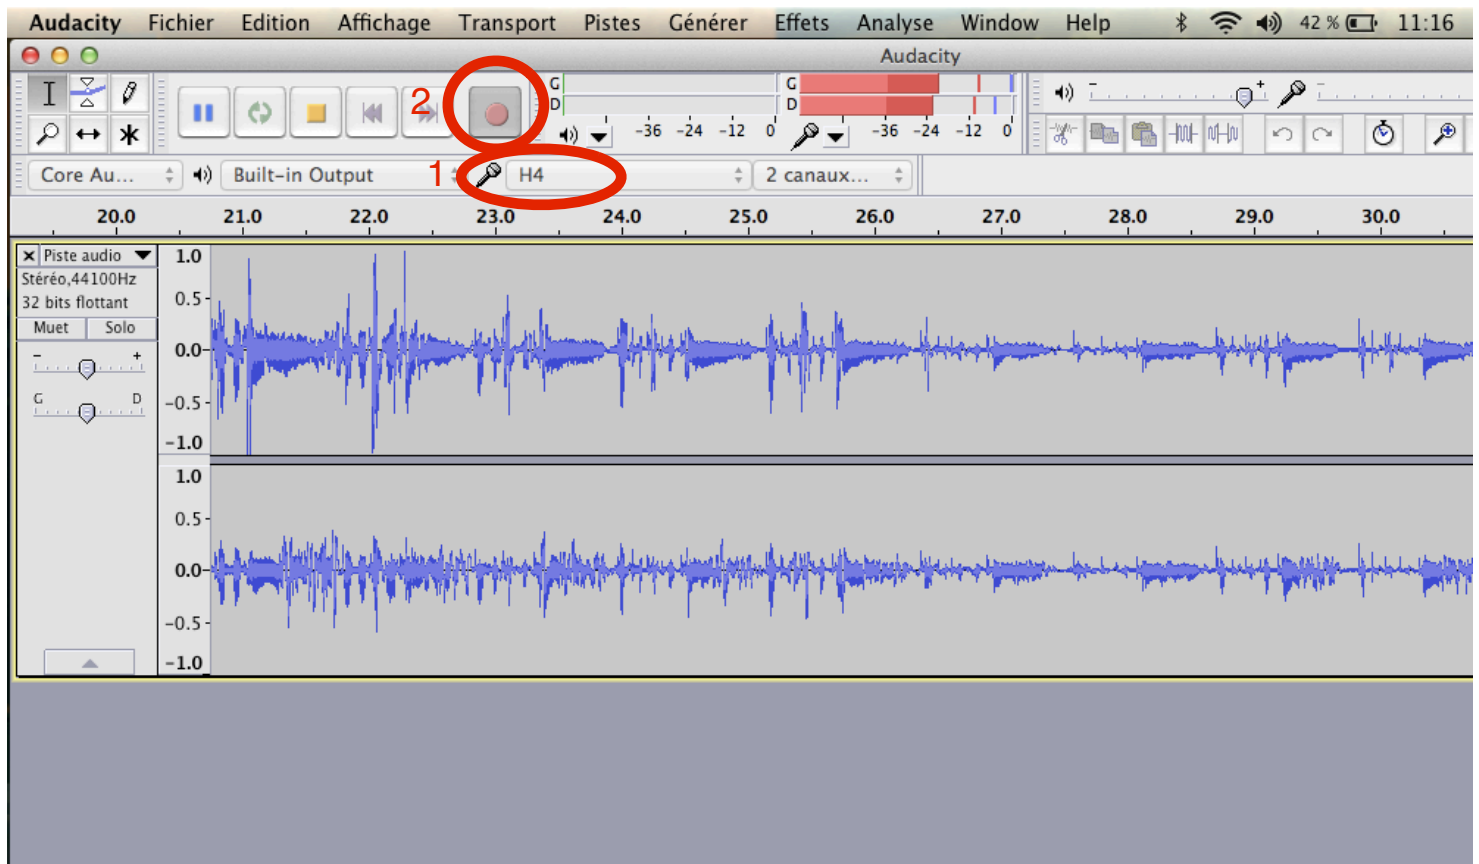 Audacity Fichier Edition Affichage Transport Pistes Générer Effets Analyse Window Help 42 % 11:16
Audacity
2
G
D
-36 -24 -12 0
G
D
-36 -24 -12 0
- +
-
Core Au... Built-in Output 1 H4 2 canaux...
20.0 21.0 22.0 23.0 24.0 25.0 26.0 27.0 28.0 29.0 30.0
Piste audio
Stéréo,44100Hz
32 bits flottant
Muet Solo
- +
G D
1.0
0.5
0.0
-0.5
-1.0
1.0
0.5
0.0
-0.5
-1.0